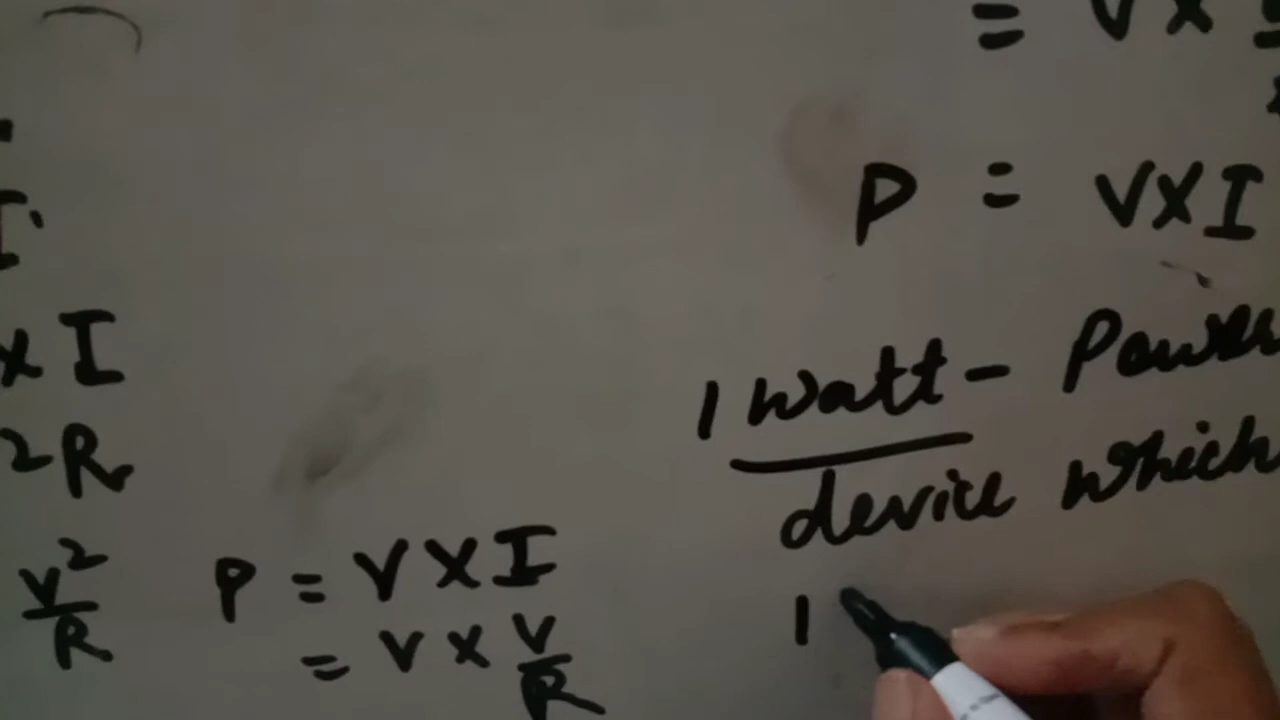 I
x I
2R
V²/R
P = V X I
= V X V/R
= V X
P = V X I
1 Watt - Power
device which
1